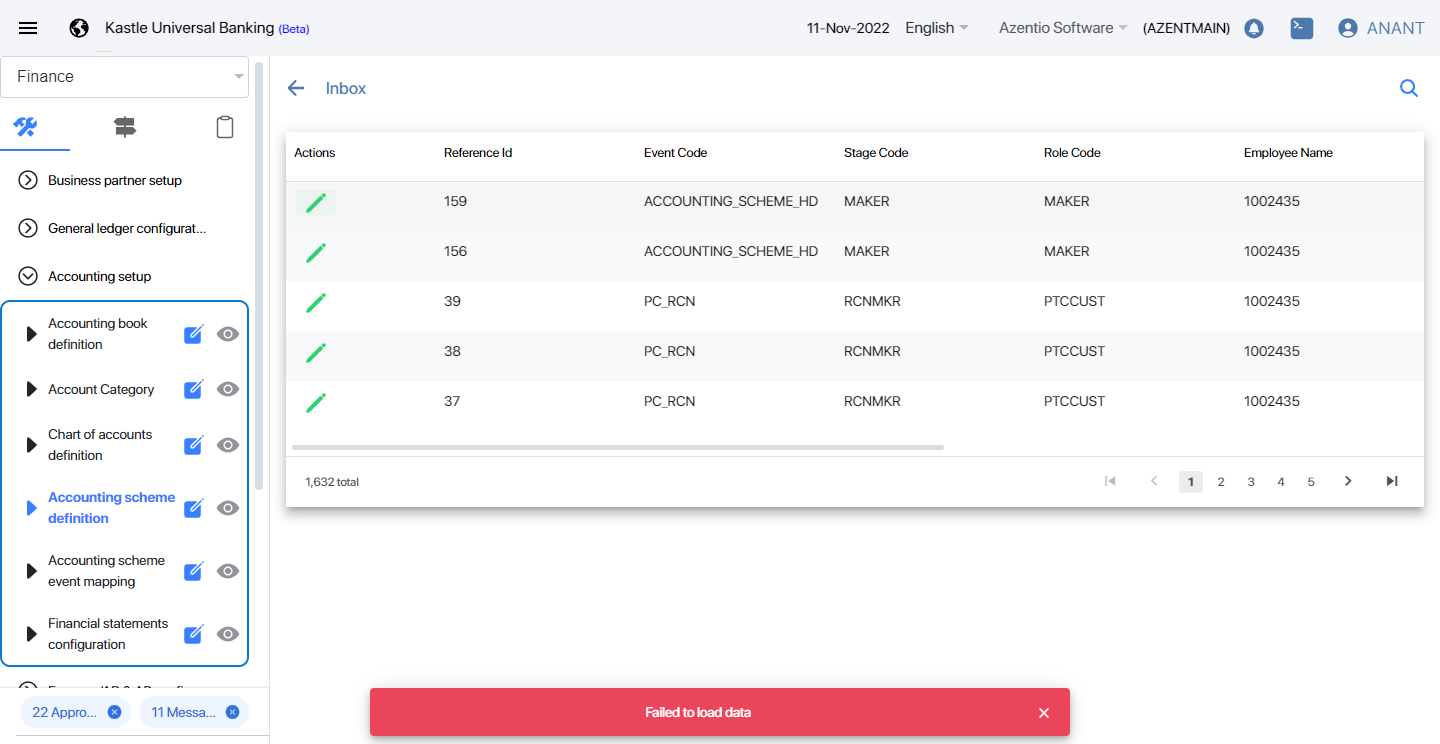 Kastle Universal Banking (Beta)
11-Nov-2022
English
Azentio Software
(AZENTMAIN)
ANANT
Finance
Business partner setup
General ledger configurat...
Accounting setup
Accounting book
definition
Account Category
Chart of accounts
definition
Accounting scheme
definition
Accounting scheme
event mapping
Financial statements
configuration
22 Appro...
11 Messa...
Inbox
Actions Reference Id Event Code Stage Code Role Code Employee Name
159 ACCOUNTING_SCHEME_HD MAKER MAKER 1002435
156 ACCOUNTING_SCHEME_HD MAKER MAKER 1002435
39 PC_RCN RCNMKR PTCCUST 1002435
38 PC_RCN RCNMKR PTCCUST 1002435
37 PC_RCN RCNMKR PTCCUST 1002435
1,632 total
1 2 3 4 5
Failed to load data